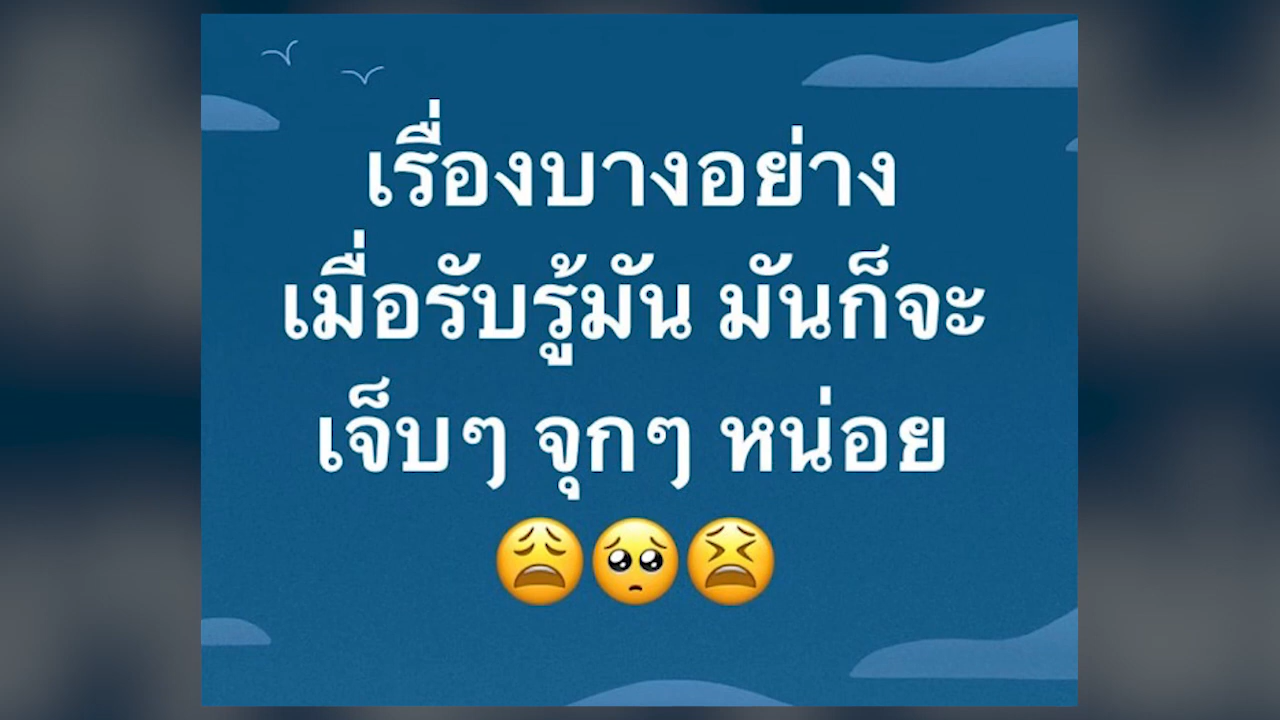 เรื่องบางอย่าง
เมื่อรับรู้มัน มันก็จะ
เจ็บๆ จุกๆ หน่อย
😩🥺😫